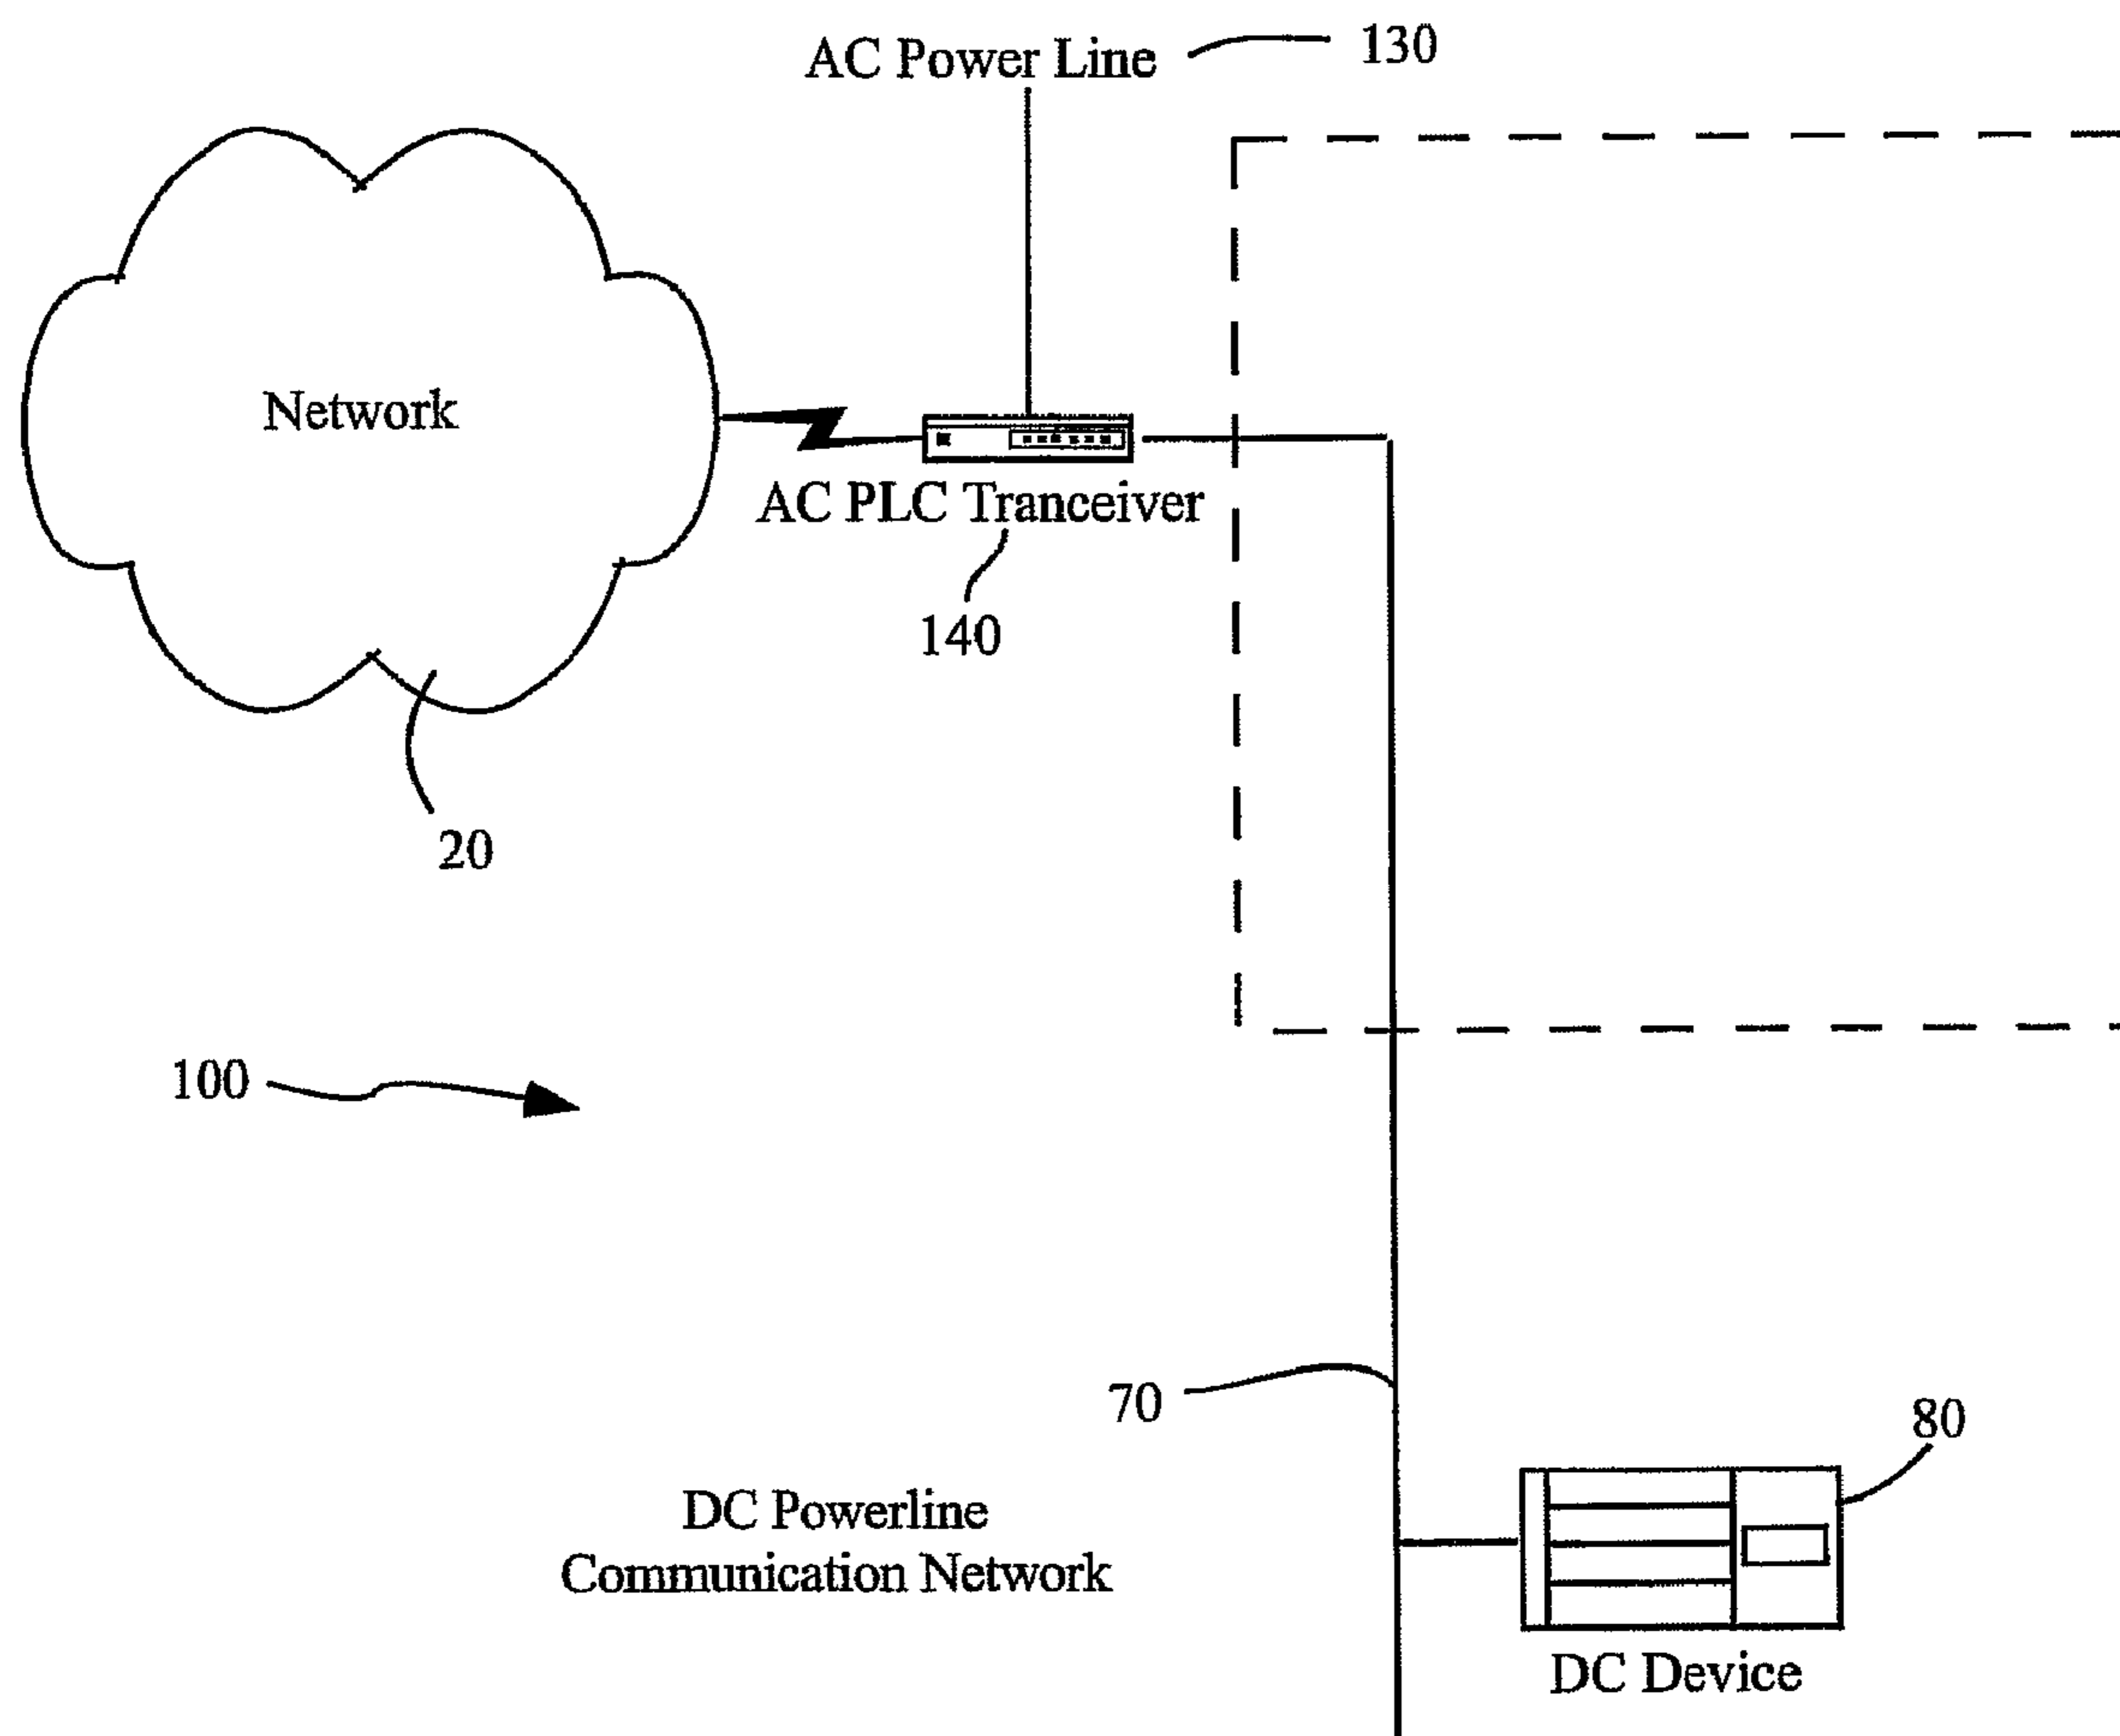 AC Power Line 130
Network
AC PLC Tranceiver
140
20
100
70
80
DC Powerline
Communication Network
DC Device